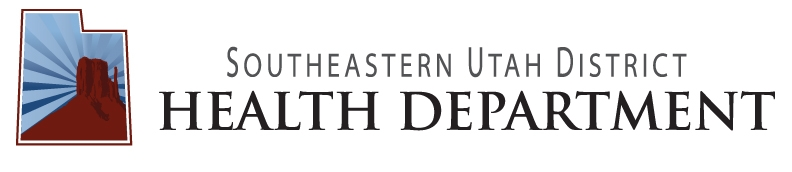 SOUTHEASTERN UTAH DISTRICT
HEALTH DEPARTMENT